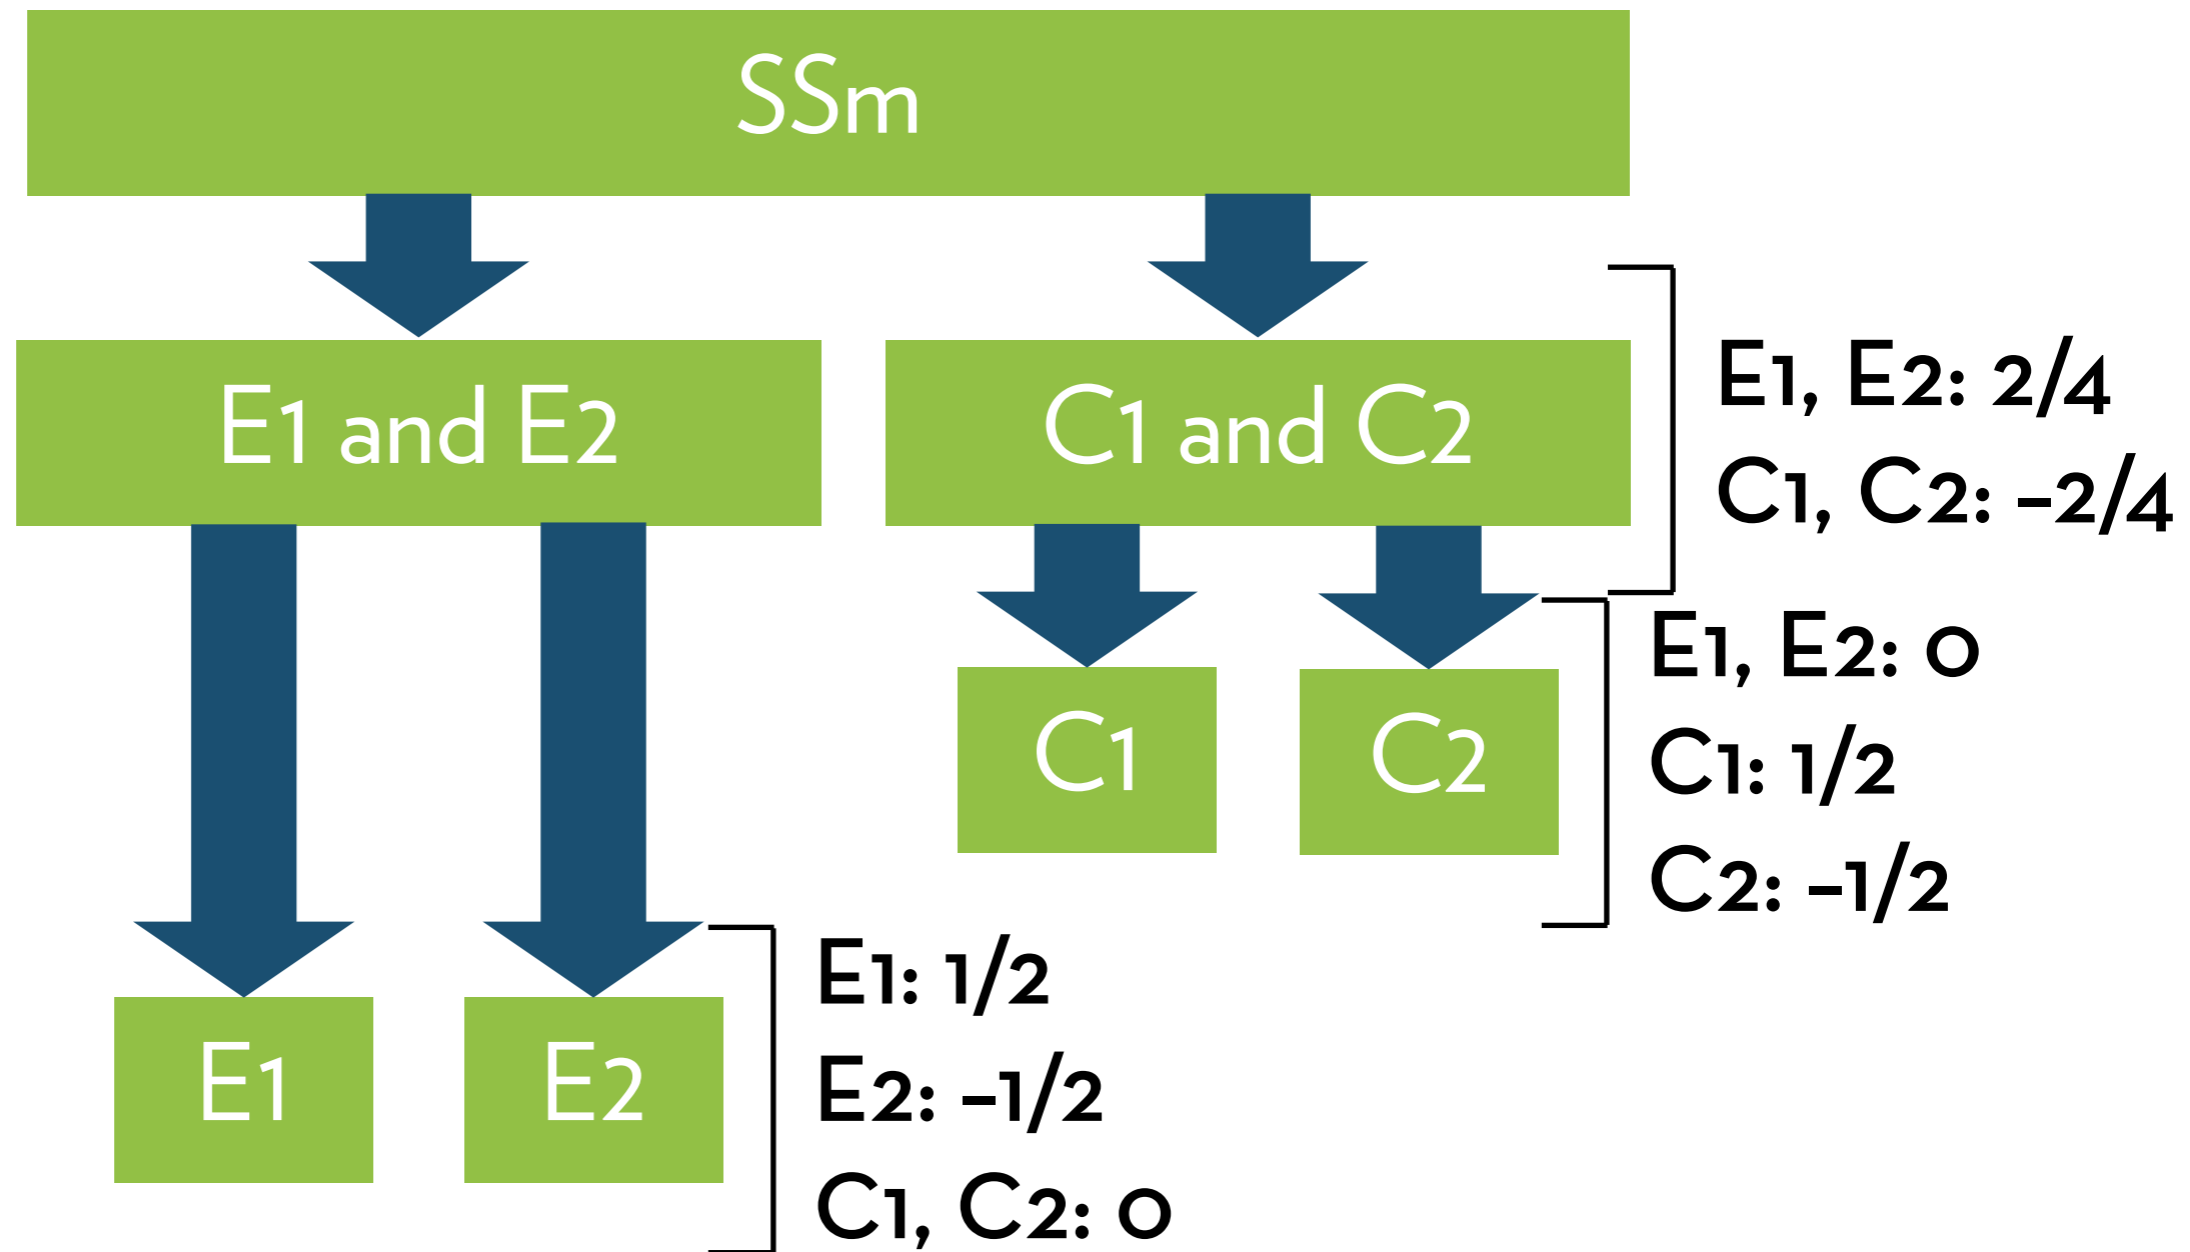 SSm
E1 and E2
C1 and C2
E1, E2: 2/4
C1, C2: –2/4
C1
C2
E1, E2: 0
C1: 1/2
C2: –1/2
E1
E2
E1: 1/2
E2: –1/2
C1, C2: 0